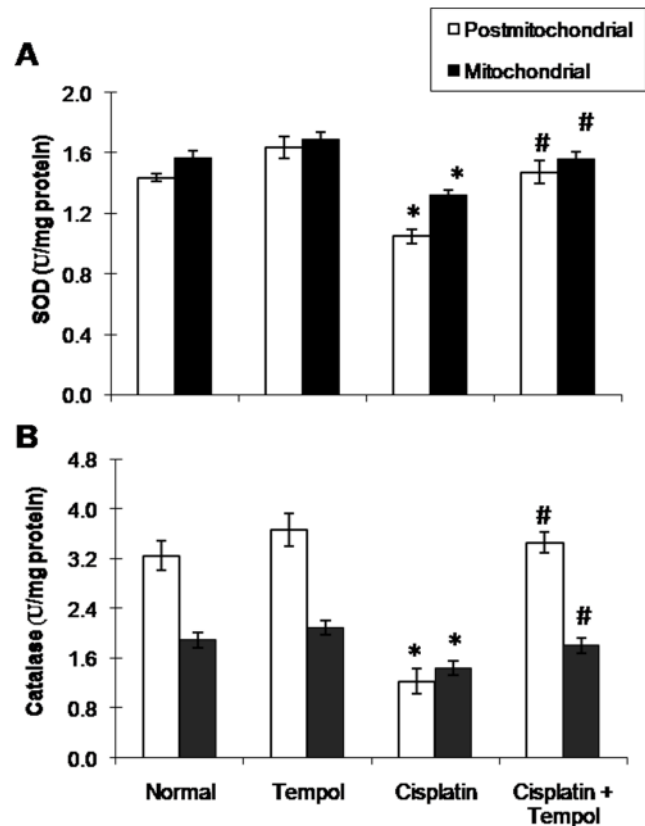 Postmitochondrial
Mitochondrial
A
2.0
1.6
1.2
0.8
0.4
0.0
SOD (U/mg protein)
* * # #
B
4.8
4.0
3.2
2.4
1.6
0.8
0.0
Catalase (U/mg protein)
* * # #
Normal Tempol Cisplatin Cisplatin +
Tempol